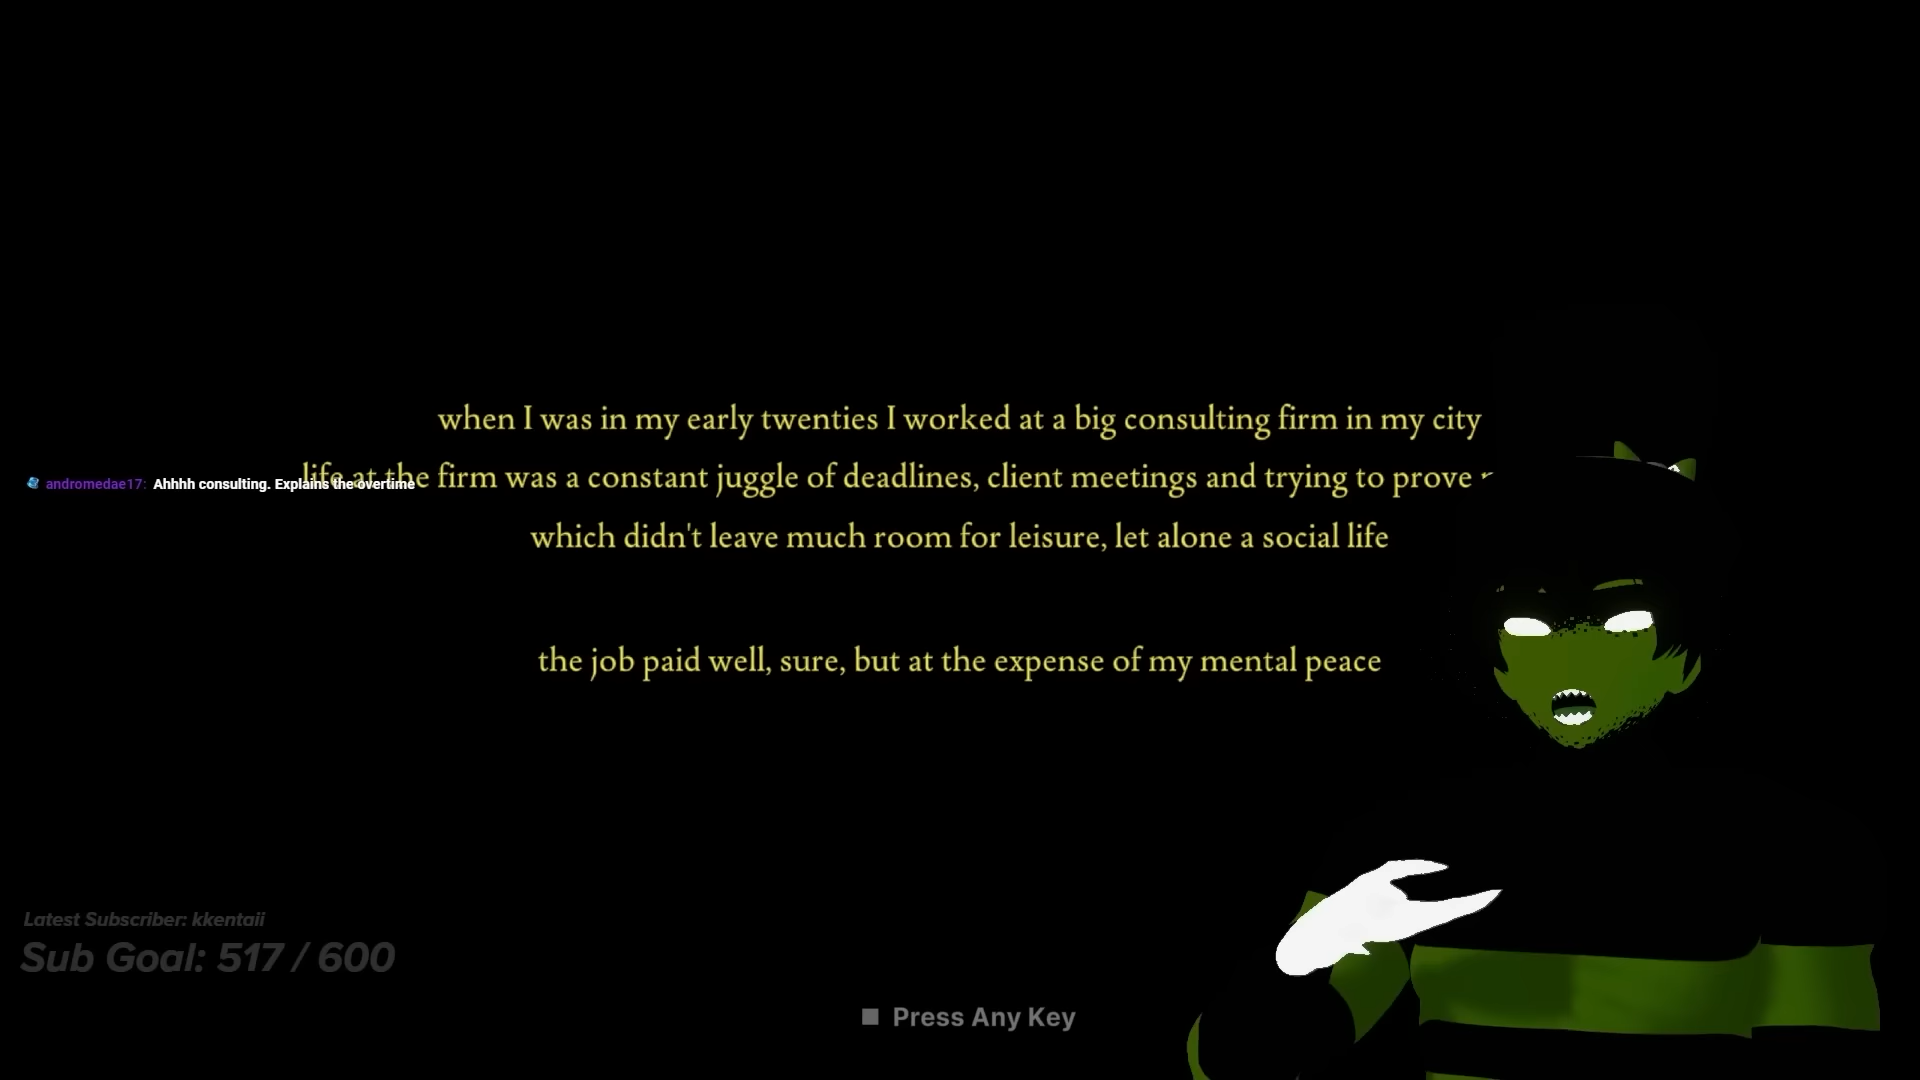 when I was in my early twenties I worked at a big consulting firm in my city
life at the firm was a constant juggle of deadlines, client meetings and trying to prove
andromedae17: Ahhhh consulting. Explains the overtime
which didn't leave much room for leisure, let alone a social life
the job paid well, sure, but at the expense of my mental peace
Latest Subscriber: kkentaii
Sub Goal: 517 / 600
Press Any Key